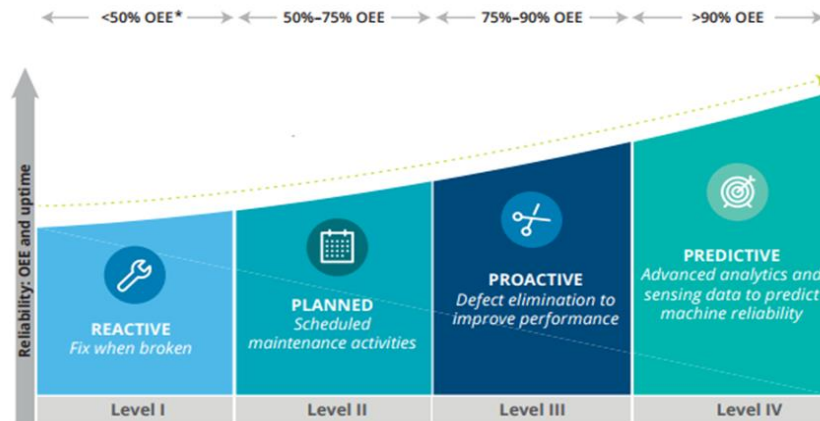 <50% OEE*
50%–75% OEE
75%–90% OEE
>90% OEE
Reliability: OEE and uptime
REACTIVE
Fix when broken
PLANNED
Scheduled
maintenance activities
PROACTIVE
Defect elimination to
improve performance
PREDICTIVE
Advanced analytics and
sensing data to predict
machine reliability
Level I
Level II
Level III
Level IV